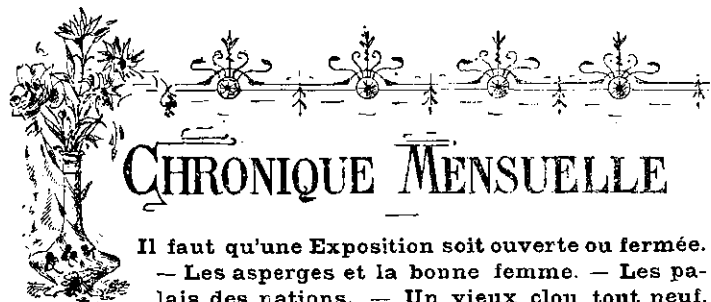 CHRONIQUE MENSUELLE
Il faut qu'une Exposition soit ouverte ou fermée.
— Les asperges et la bonne femme. — Les pa-
lais des nations. — Un vieux clou tout neuf.